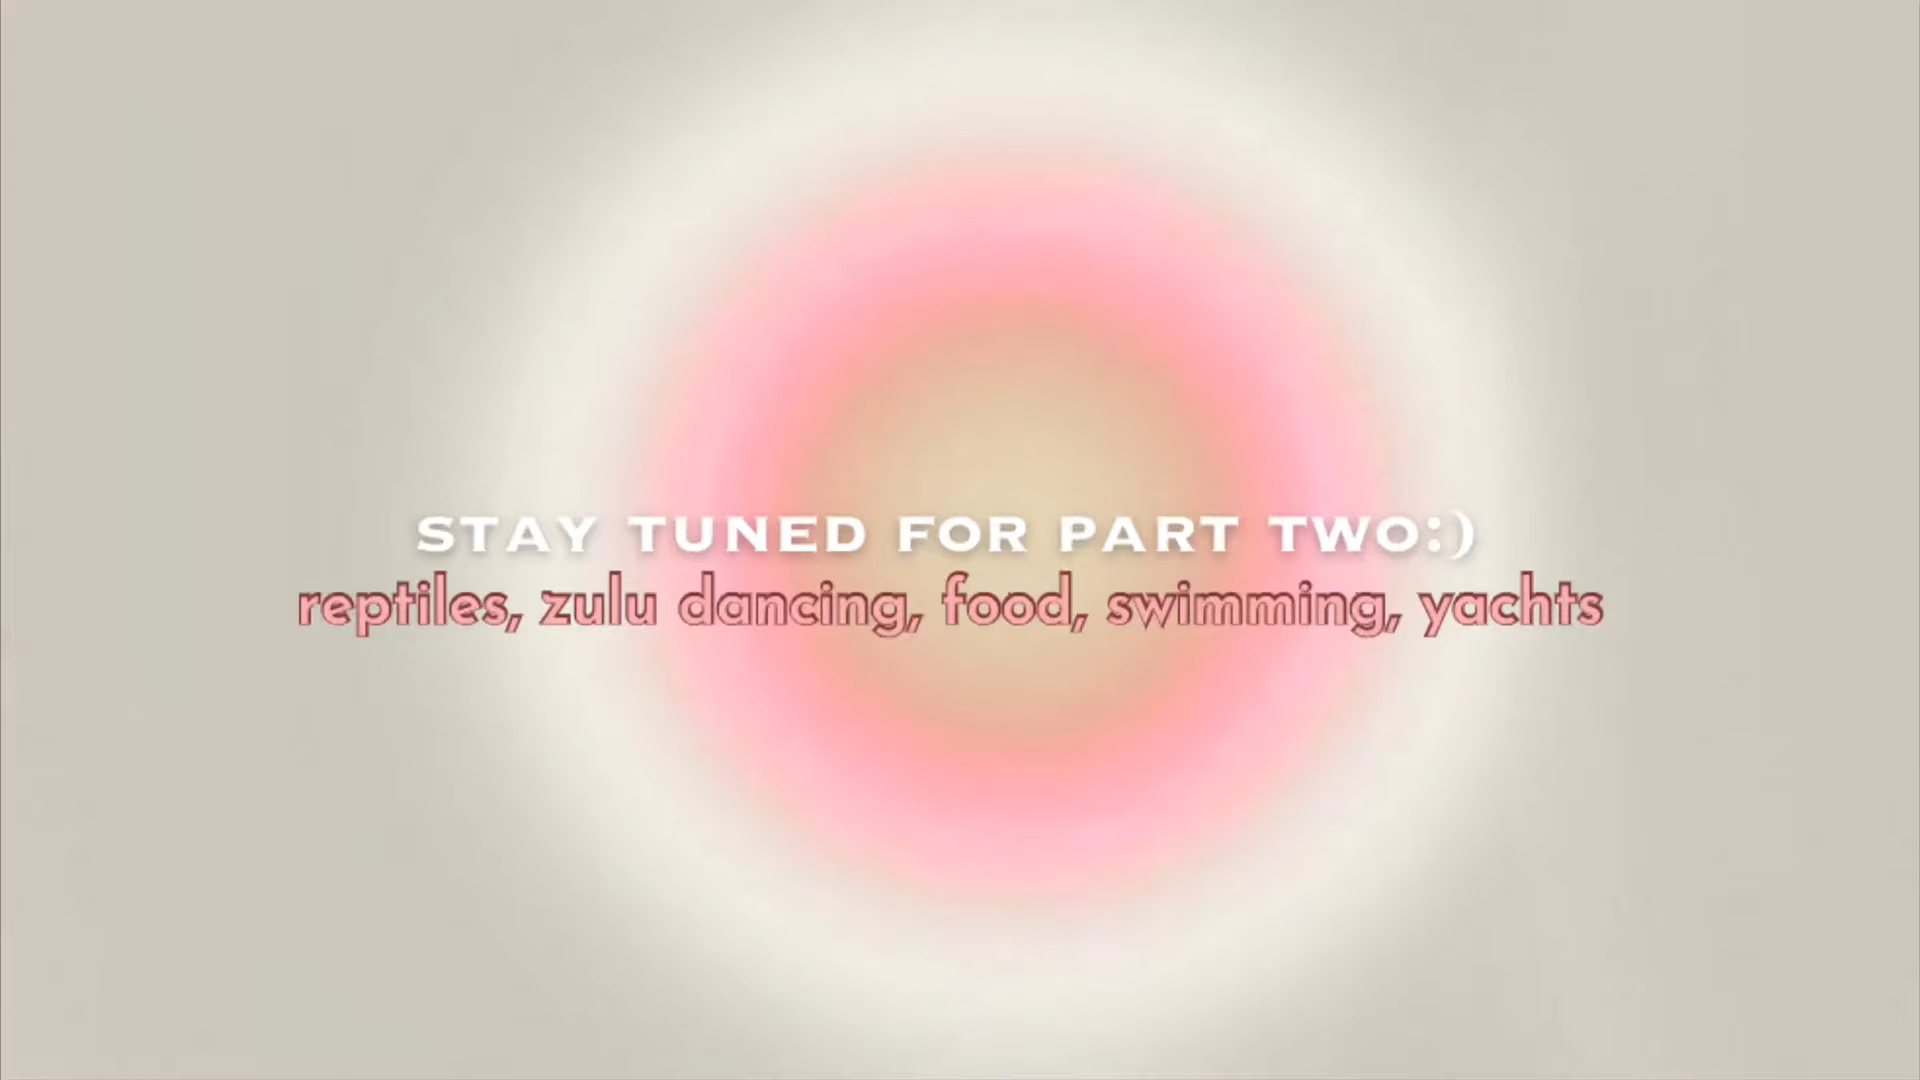 STAY TUNED FOR PART TWO:)
reptiles, zulu dancing, food, swimming, yachts